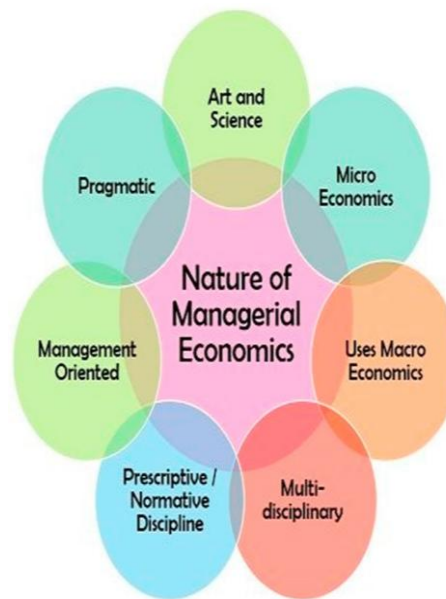 Art and
Science
Pragmatic
Micro
Economics
Nature of
Managerial
Economics
Management
Oriented
Uses Macro
Economics
Prescriptive /
Normative
Discipline
Multi-
disciplinary